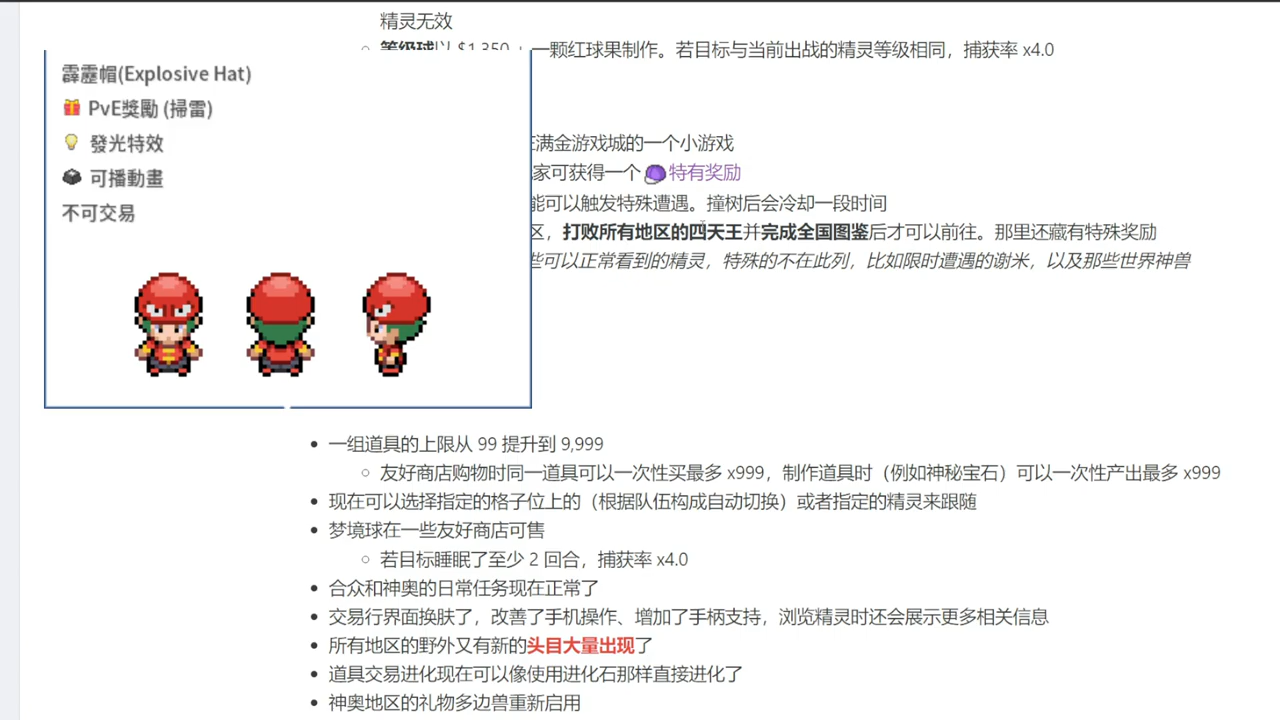 精灵无效
等级球以 $1,350 + 一颗红球果制作。若目标与当前出战的精灵等级相同，捕获率 x4.0
霹靂帽(Explosive Hat)
PvE獎勵 (掃雷)
發光特效
可播動畫
不可交易
满金游戏城的一个小游戏
家可获得一个 特有奖励
能可以触发特殊遭遇。撞树后会冷却一段时间
区，打败所有地区的四天王并完成全国图鉴后才可以前往。那里还藏有特殊奖励
些可以正常看到的精灵，特殊的不在此列，比如限时遭遇的谢米，以及那些世界神兽
一组道具的上限从 99 提升到 9,999
友好商店购物时同一道具可以一次性买最多 x999，制作道具时（例如神秘宝石）可以一次性产出最多 x999
现在可以选择指定的格子位上的（根据队伍构成自动切换）或者指定的精灵来跟随
梦境球在一些友好商店可售
若目标睡眠了至少 2 回合，捕获率 x4.0
合众和神奥的日常任务现在正常了
交易行界面换肤了，改善了手机操作、增加了手柄支持，浏览精灵时还会展示更多相关信息
所有地区的野外又有新的头目大量出现了
道具交易进化现在可以像使用进化石那样直接进化了
神奥地区的礼物多边兽重新启用